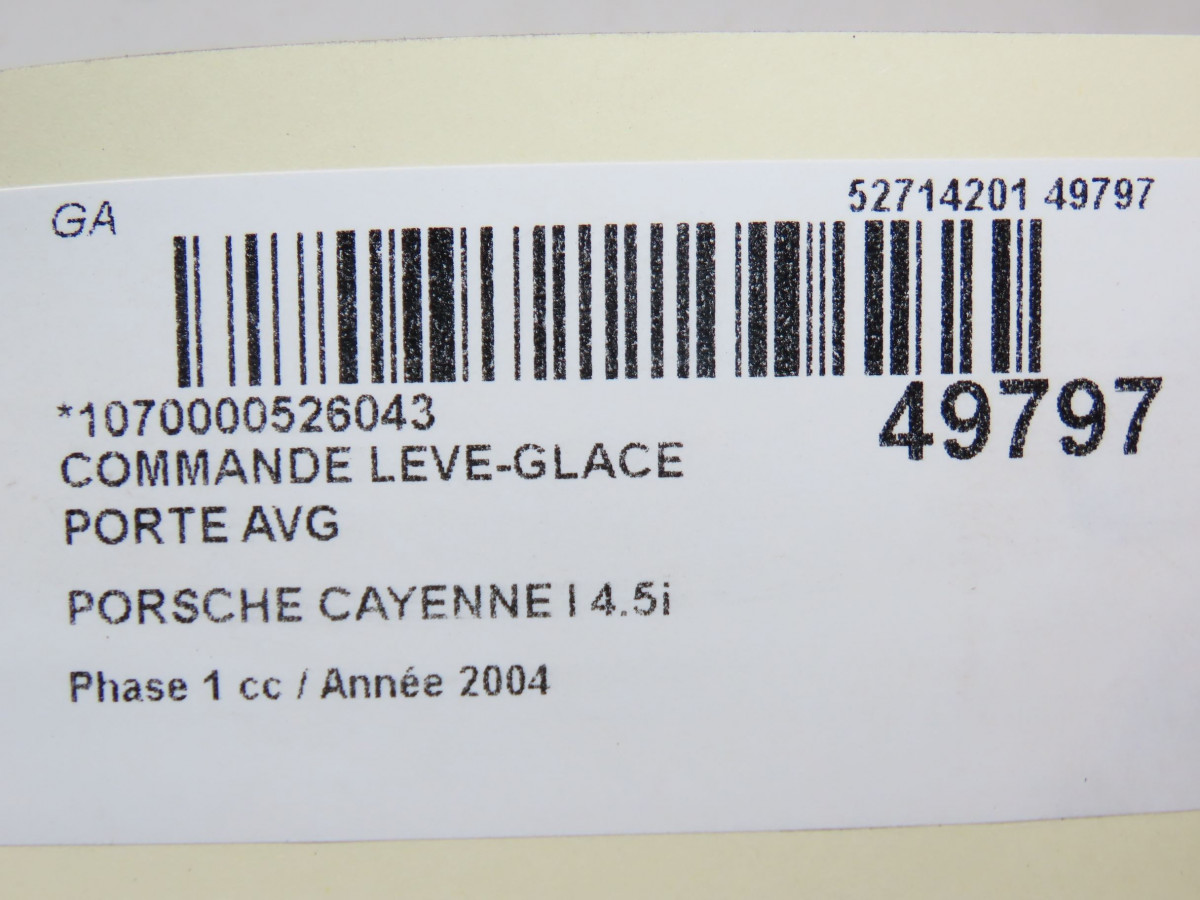 GA
52714201 49797
*1070000526043
49797
COMMANDE LEVE-GLACE
PORTE AVG
PORSCHE CAYENNE I 4.5i
Phase 1 cc / Année 2004